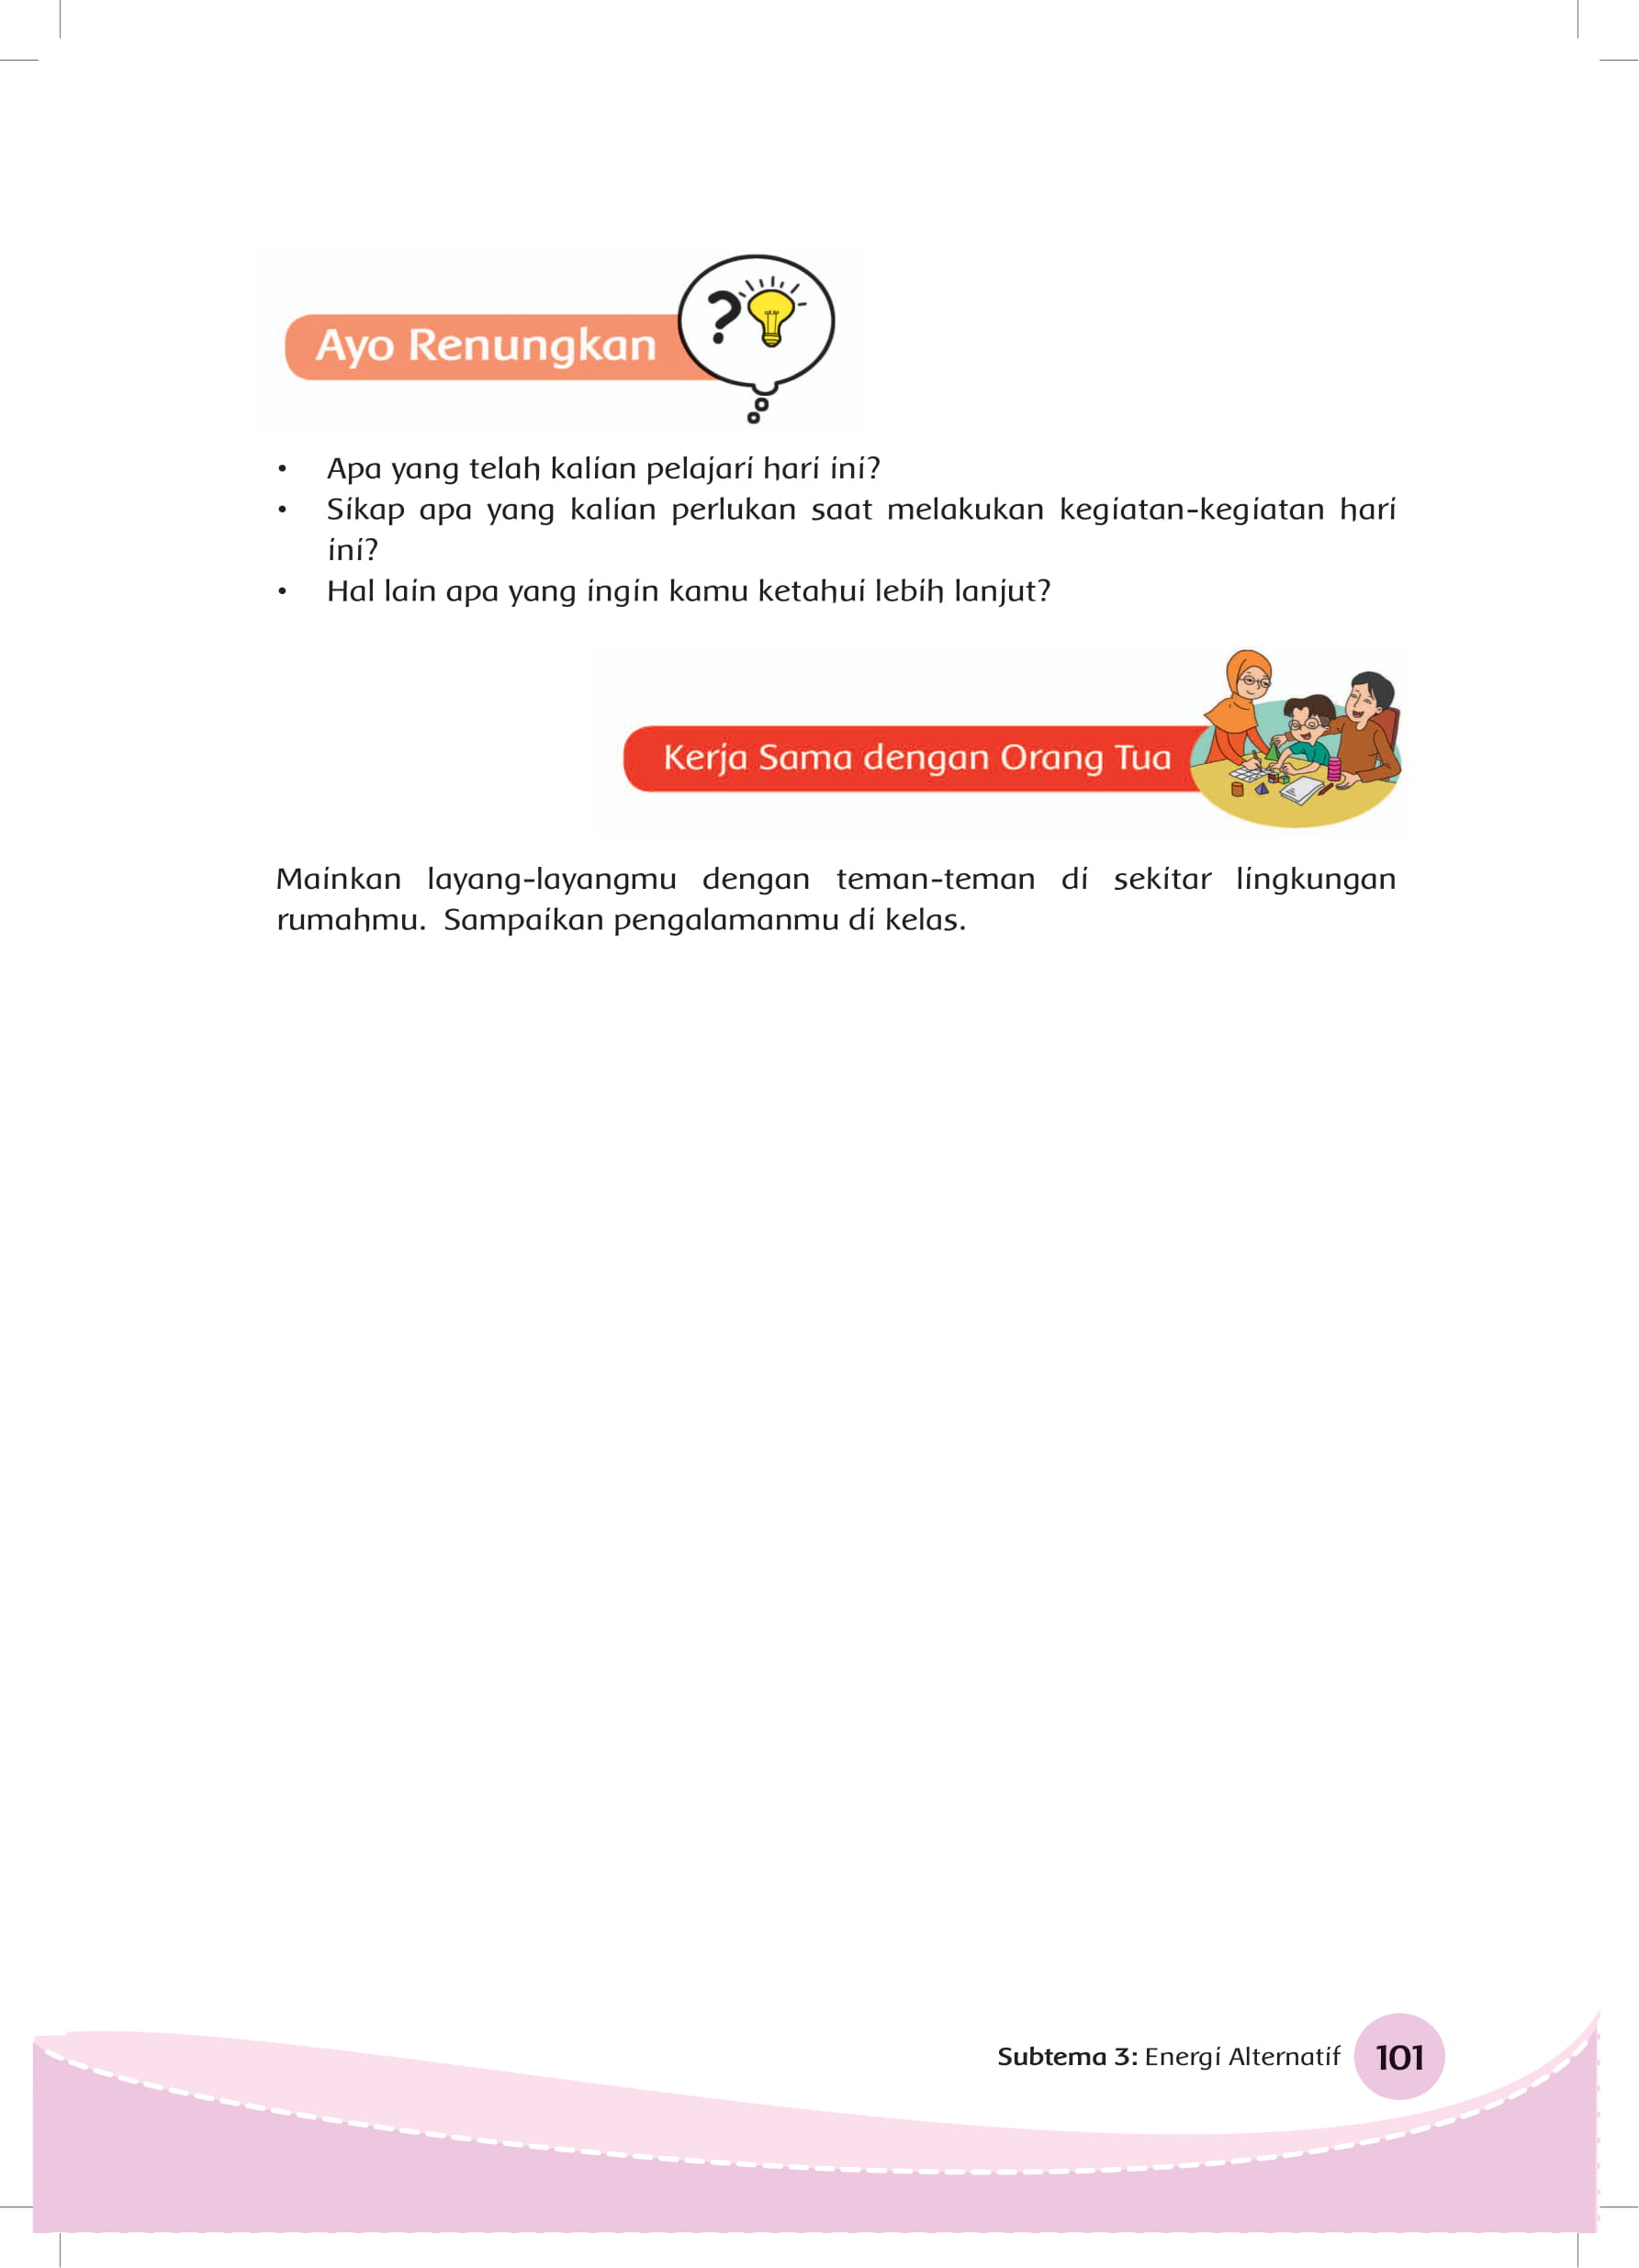 Ayo Renungkan
?
• Apa yang telah kalian pelajari hari ini?
• Sikap apa yang kalian perlukan saat melakukan kegiatan-kegiatan hari
ini?
• Hal lain apa yang ingin kamu ketahui lebih lanjut?
Kerja Sama dengan Orang Tua
Mainkan layang-layangmu dengan teman-teman di sekitar lingkungan
rumahmu. Sampaikan pengalamanmu di kelas.
Subtema 3: Energi Alternatif 101